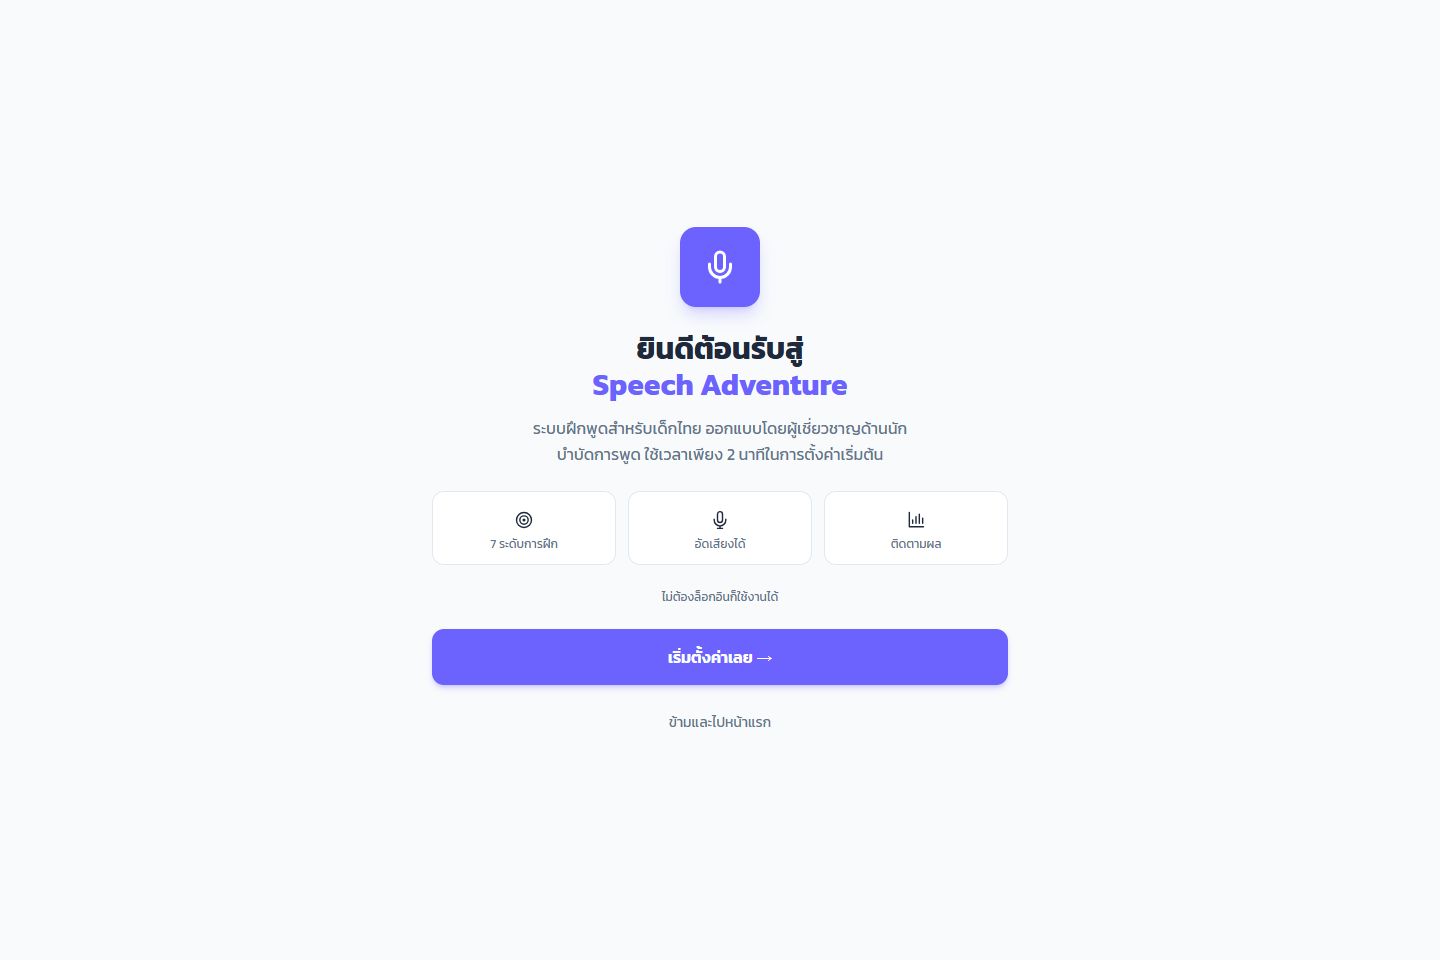 ยินดีต้อนรับสู่
Speech Adventure
ระบบฝึกพูดสำหรับเด็กไทย ออกแบบโดยผู้เชี่ยวชาญด้านนัก
บำบัดการพูด ใช้เวลาเพียง 2 นาทีในการตั้งค่าเริ่มต้น
7 ระดับการฝึก
อัดเสียงได้
ติดตามผล
ไม่ต้องล็อกอินก็ใช้งานได้
เริ่มตั้งค่าเลย →
ข้ามและไปหน้าแรก